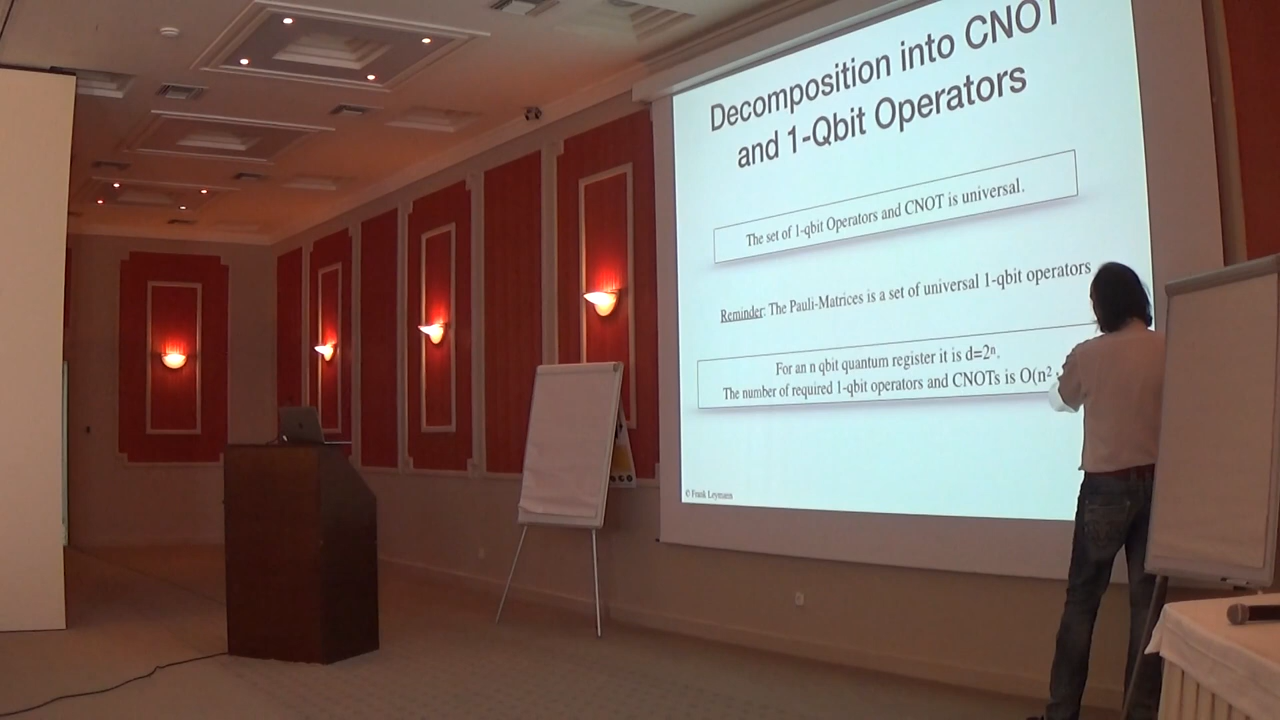 Decomposition into CNOT
and 1-Qbit Operators
The set of 1-qbit Operators and CNOT is universal.
Reminder: The Pauli-Matrices is a set of universal 1-qbit operators
For an n qbit quantum register it is d=2ⁿ.
The number of required 1-qbit operators and CNOTs is O(n²
© Frank Leymann